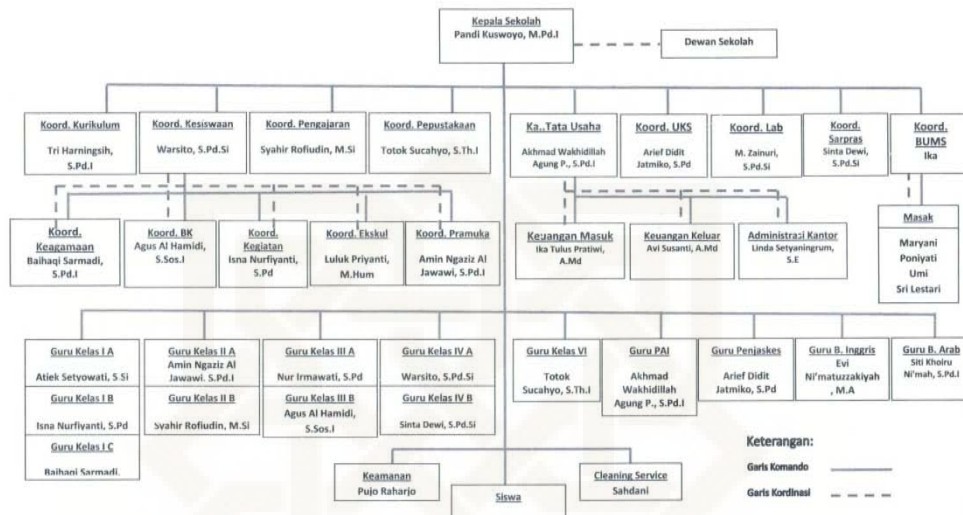 Kepala Sekolah
Pandi Kuswoyo, M.Pd.I
Dewan Sekolah
Koord. Kurikulum
Tri Harningsih,
S.Pd.I
Koord. Kesiswaan
Warsito, S.Pd.Si
Koord. Pengajaran
Syahir Rofiudin, M.Si
Koord. Pepustakaan
Totok Sucahyo, S.Th.I
Ka..Tata Usaha
Akhmad Wakhidillah
Agung P., S.Pd.I
Koord. UKS
Arief Didit
Jatmiko, S.Pd
Koord. Lab
M. Zainuri,
S.Pd.Si
Koord.
Sarpras
Sinta Dewi,
S.Pd.Si
Koord.
BUMS
Ika
Koord.
Keagamaan
Baihaqi Sarmadi,
S.Pd.I
Koord. BK
Agus Al Hamidi,
S.Sos.I
Koord.
Kegiatan
Isna Nurfiyanti,
S.Pd
Koord. Ekskul
Luluk Priyanti,
M.Hum
Koord. Pramuka
Amin Ngaziz Al
Jawawi, S.Pd.I
Keuangan Masuk
Ika Tulus Pratiwi,
A.Md
Keuangan Keluar
Avi Susanti, A.Md
Administrasi Kantor
Linda Setyaningrum,
S.E
Masak
Maryani
Poniyati
Umi
Sri Lestari
Guru Kelas I A
Atiek Setyowati, S.Si
Guru Kelas I B
Isna Nurfiyanti, S.Pd
Guru Kelas I C
Baihaqi Sarmadi,
Guru Kelas II A
Amin Ngaziz Al
Jawawi. S.Pd.I
Guru Kelas II B
Syahir Rofiudin, M.Si
Guru Kelas III A
Nur Irmawati, S.Pd
Guru Kelas III B
Agus Al Hamidi,
S.Sos.I
Guru Kelas IV A
Warsito, S.Pd.Si
Guru Kelas IV B
Sinta Dewi, S.Pd.Si
Guru Kelas VI
Totok
Sucahyo, S.Th.I
Guru PAI
Akhmad
Wakhidillah
Agung P., S.Pd.I
Guru Penjaskes
Arief Didit
Jatmiko, S.Pd
Guru B. Inggris
Evi
Ni'matuzzakiyah
, M.A
Guru B. Arab
Siti Khoiru
Ni'mah, S.Pd.I
Keamanan
Pujo Raharjo
Siswa
Cleaning Service
Sahdani
Keterangan:
Garis Komando
Garis Kordinasi